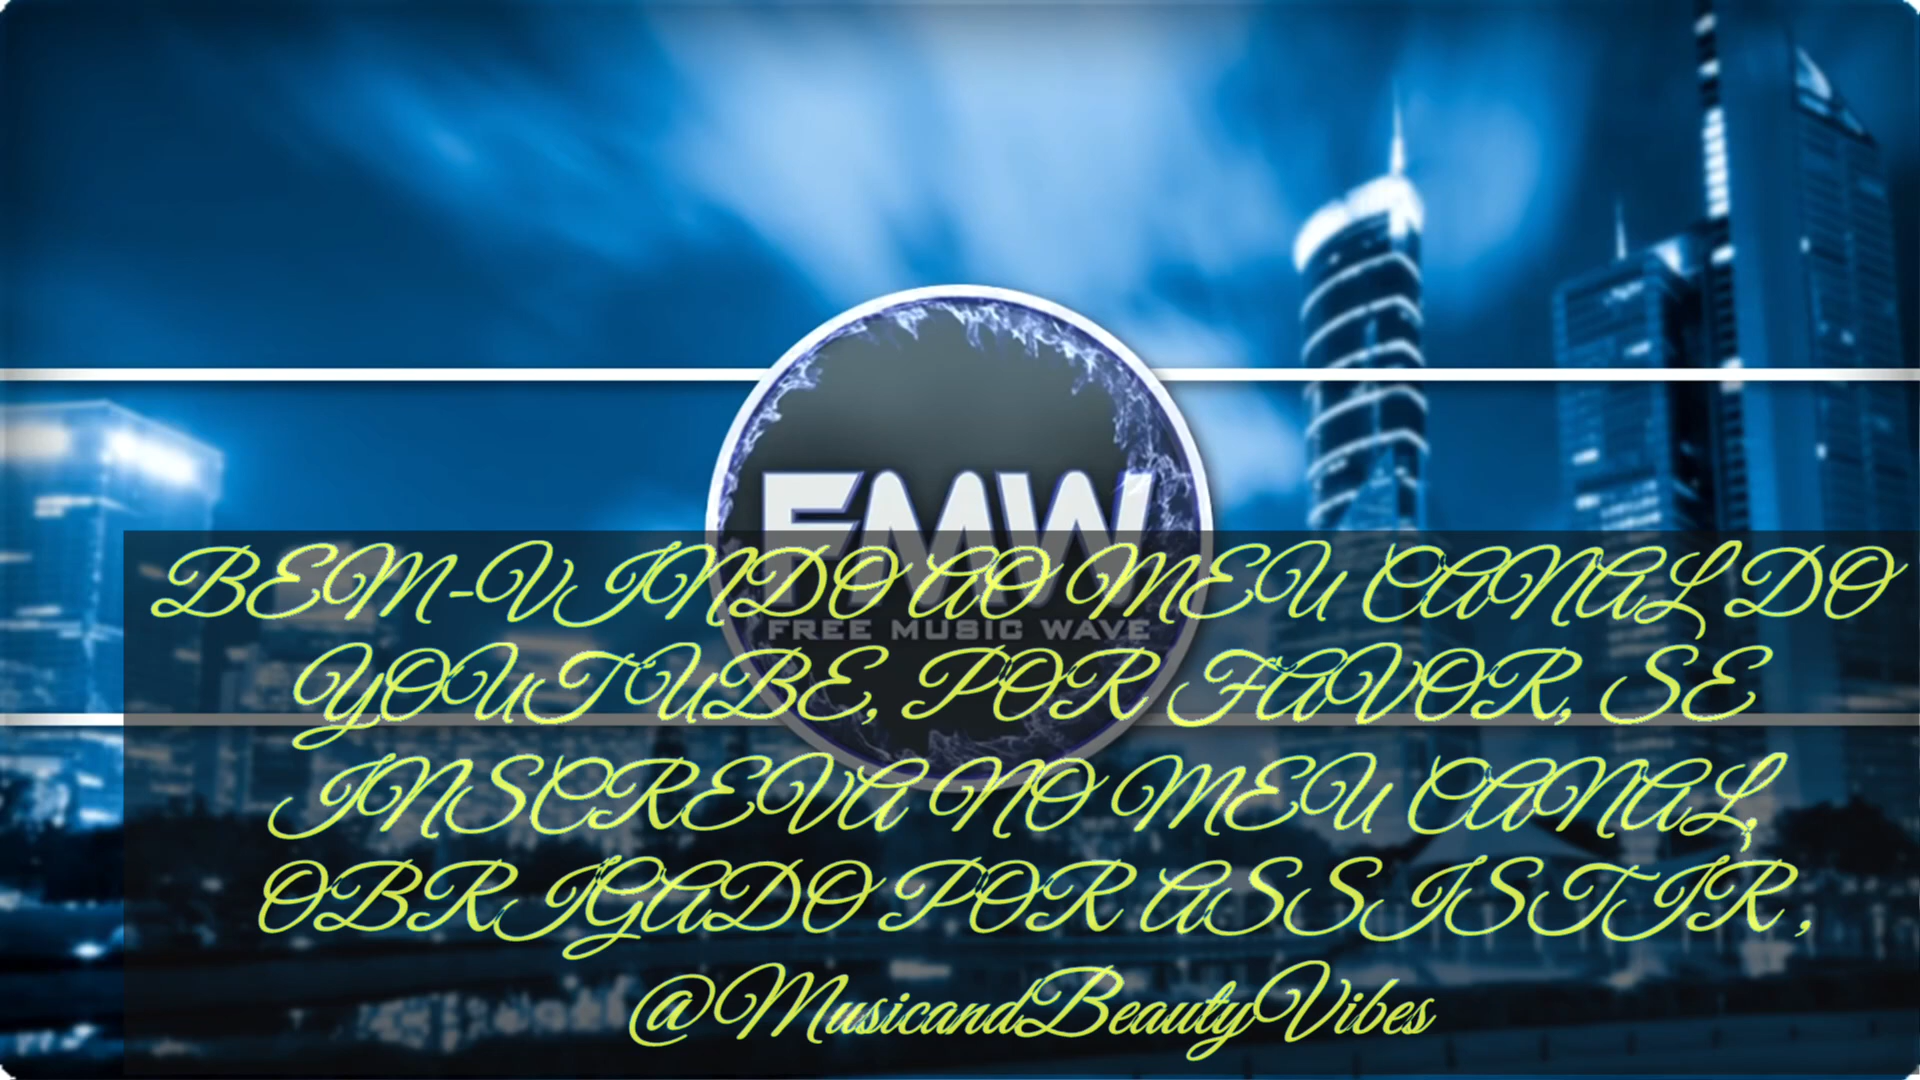 FMW
FREE MUSIC WAVE
BEM-VINDO AO MEU CANAL DO
YOUTUBE, POR FAVOR, SE
INSCREVA NO MEU CANAL,
OBRIGADO POR ASSISTIR ,
@MusicandBeautyVibes